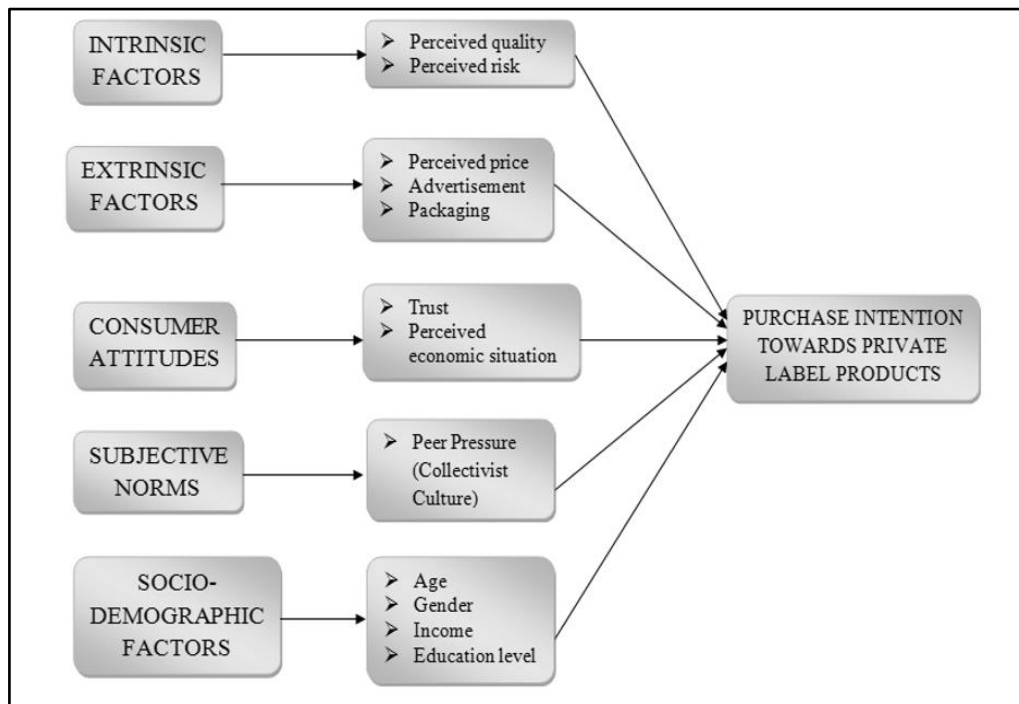 INTRINSIC
FACTORS
➢ Perceived quality
➢ Perceived risk
EXTRINSIC
FACTORS
➢ Perceived price
➢ Advertisement
➢ Packaging
CONSUMER
ATTITUDES
➢ Trust
➢ Perceived
economic situation
PURCHASE INTENTION
TOWARDS PRIVATE
LABEL PRODUCTS
SUBJECTIVE
NORMS
➢ Peer Pressure
(Collectivist
Culture)
SOCIO-
DEMOGRAPHIC
FACTORS
➢ Age
➢ Gender
➢ Income
➢ Education level